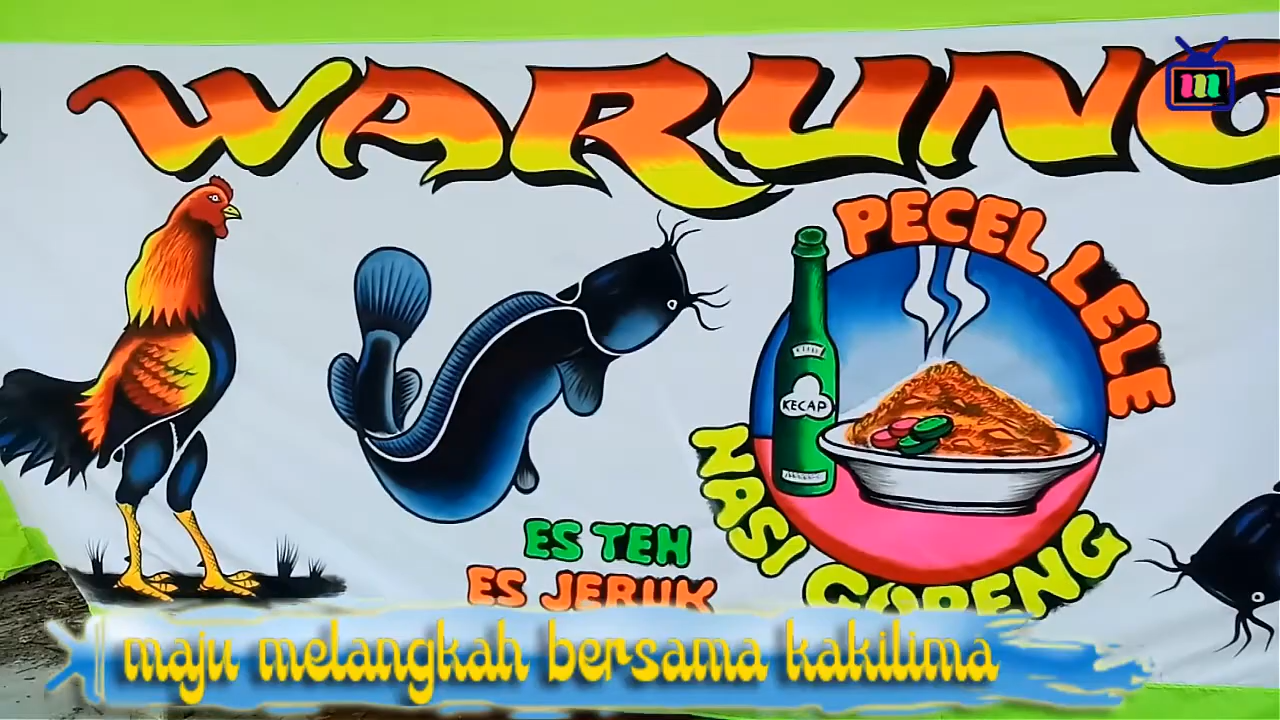 WARUNG
PECEL LELE
KECAP
NASI GORENG
ES TEH
ES JERUK
maju melangkah bersama kakilima
m